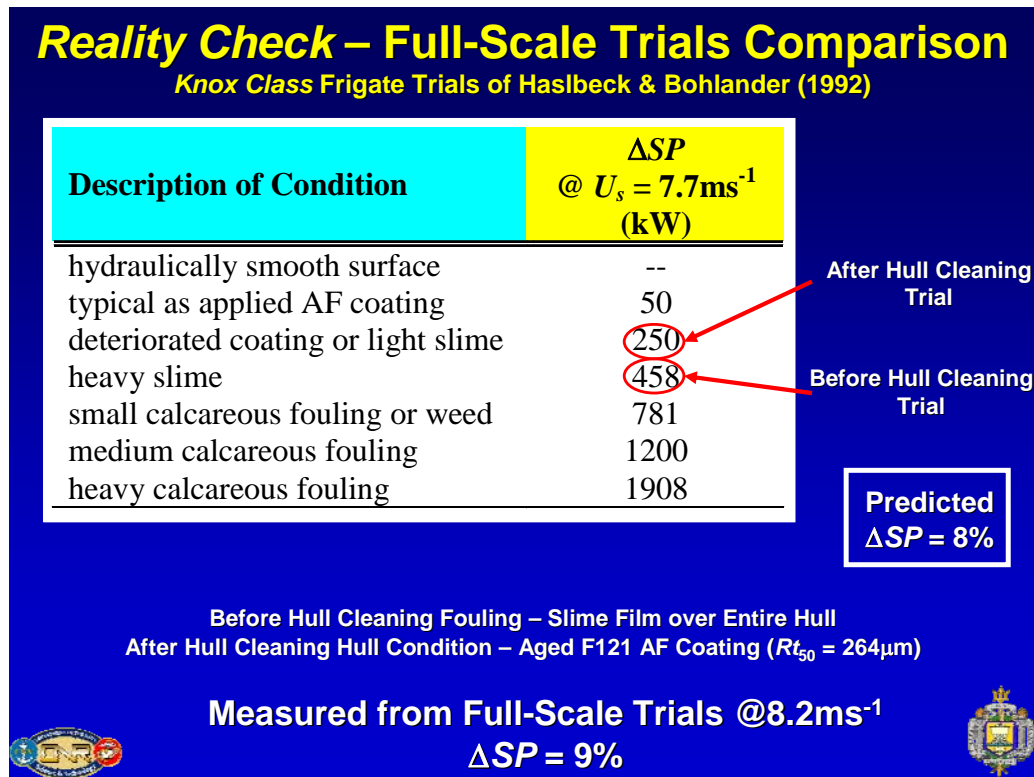 Reality Check – Full-Scale Trials Comparison
Knox Class Frigate Trials of Haslbeck & Bohlander (1992)
Description of Condition
ΔSP
@ Us = 7.7ms-1
(kW)
hydraulically smooth surface --
typical as applied AF coating 50
deteriorated coating or light slime 250
heavy slime 458
small calcareous fouling or weed 781
medium calcareous fouling 1200
heavy calcareous fouling 1908
After Hull Cleaning
Trial
Before Hull Cleaning
Trial
Predicted
ΔSP = 8%
Before Hull Cleaning Fouling – Slime Film over Entire Hull
After Hull Cleaning Hull Condition – Aged F121 AF Coating (Rt50 = 264μm)
Measured from Full-Scale Trials @8.2ms-1
ΔSP = 9%